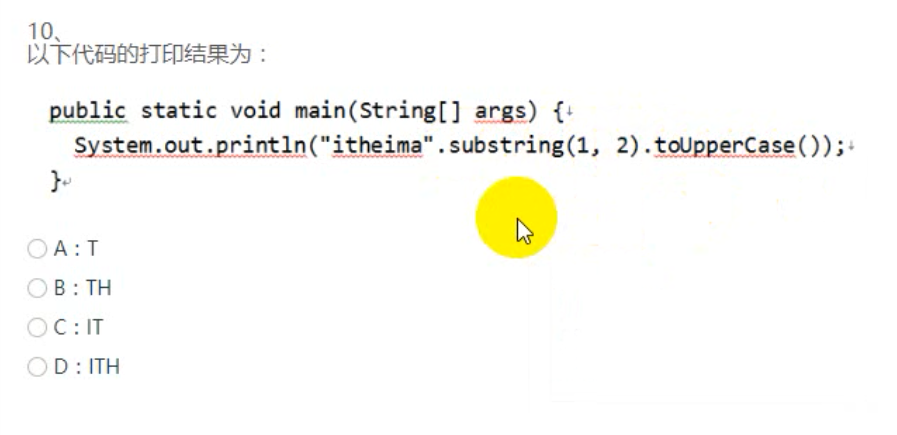 10、
以下代码的打印结果为：
public static void main(String[] args) {
System.out.println("itheima".substring(1, 2).toUpperCase());
}
A : T
B : TH
C : IT
D : ITH